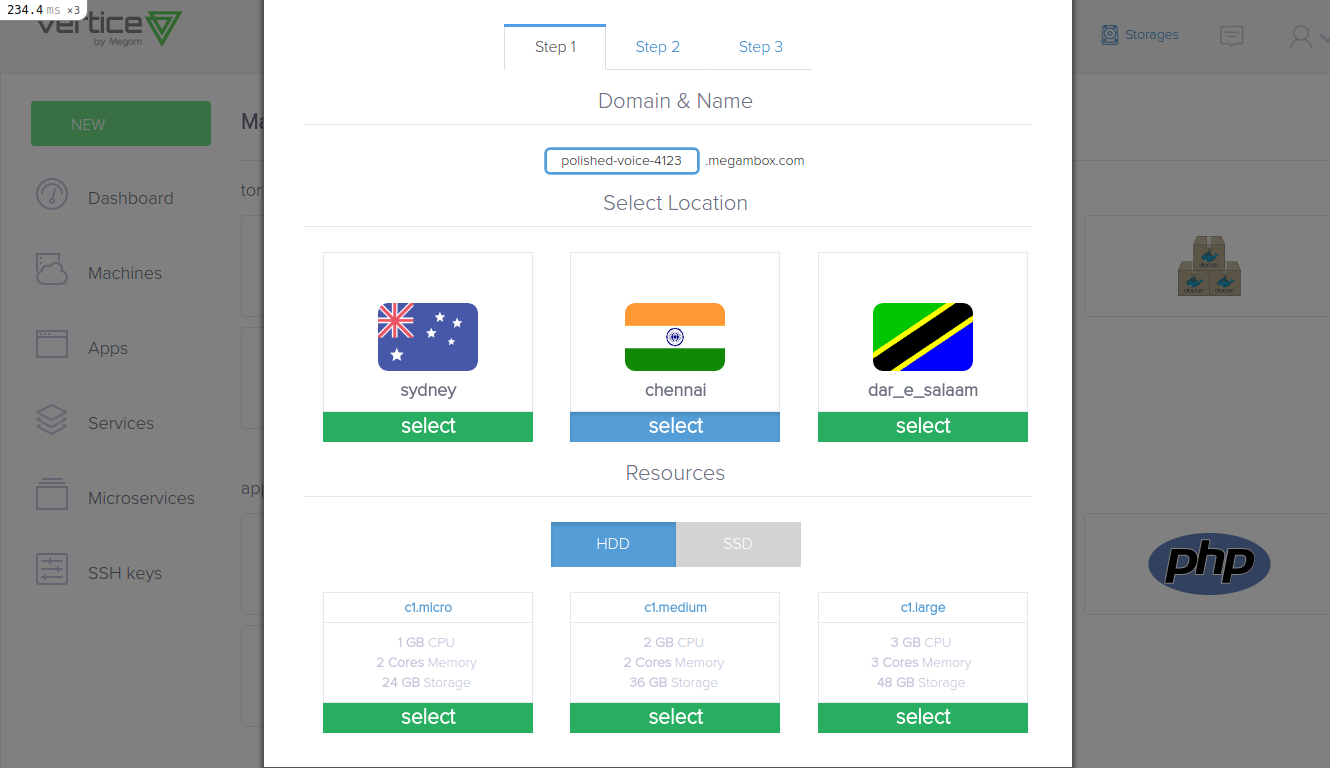 234.4 ms ×3
vertice
by Megam
Storages
Step 1
Step 2
Step 3
NEW
Domain & Name
polished-voice-4123 .megambox.com
Dashboard
Machines
Apps
Services
Microservices
SSH keys
Select Location
sydney
select
chennai
select
dar_e_salaam
select
docker
docker
docker
Resources
HDD
SSD
php
c1.micro
1 GB CPU
2 Cores Memory
24 GB Storage
select
c1.medium
2 GB CPU
2 Cores Memory
36 GB Storage
select
c1.large
3 GB CPU
3 Cores Memory
48 GB Storage
select